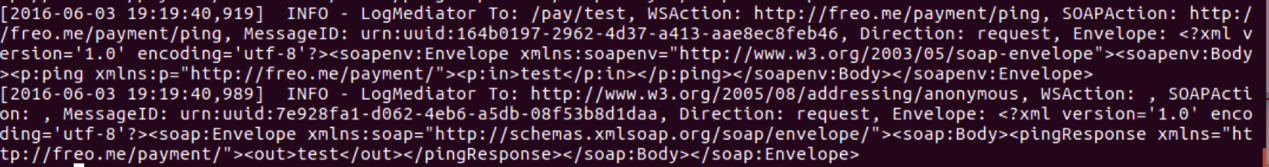 [2016-06-03 19:19:40,919]  INFO - LogMediator To: /pay/test, WSAction: http://freo.me/payment/ping, SOAPAction: http:/
/freo.me/payment/ping, MessageID: urn:uuid:164b0197-2962-4d37-a413-aae8ec8feb46, Direction: request, Envelope: <?xml v
ersion='1.0' encoding='utf-8'?><soapenv:Envelope xmlns:soapenv="http://www.w3.org/2003/05/soap-envelope"><soapenv:Body
><p:ping xmlns:p="http://freo.me/payment/"><p:in>test</p:in></p:ping></soapenv:Body></soapenv:Envelope>
[2016-06-03 19:19:40,989]  INFO - LogMediator To: http://www.w3.org/2005/08/addressing/anonymous, WSAction: , SOAPActi
on: , MessageID: urn:uuid:7e928fa1-d062-4eb6-a5db-08f53b8d1daa, Direction: request, Envelope: <?xml version='1.0' enco
ding='utf-8'?><soap:Envelope xmlns:soap="http://schemas.xmlsoap.org/soap/envelope/"><soap:Body><pingResponse xmlns="ht
tp://freo.me/payment/"><out>test</out></pingResponse></soap:Body></soap:Envelope>